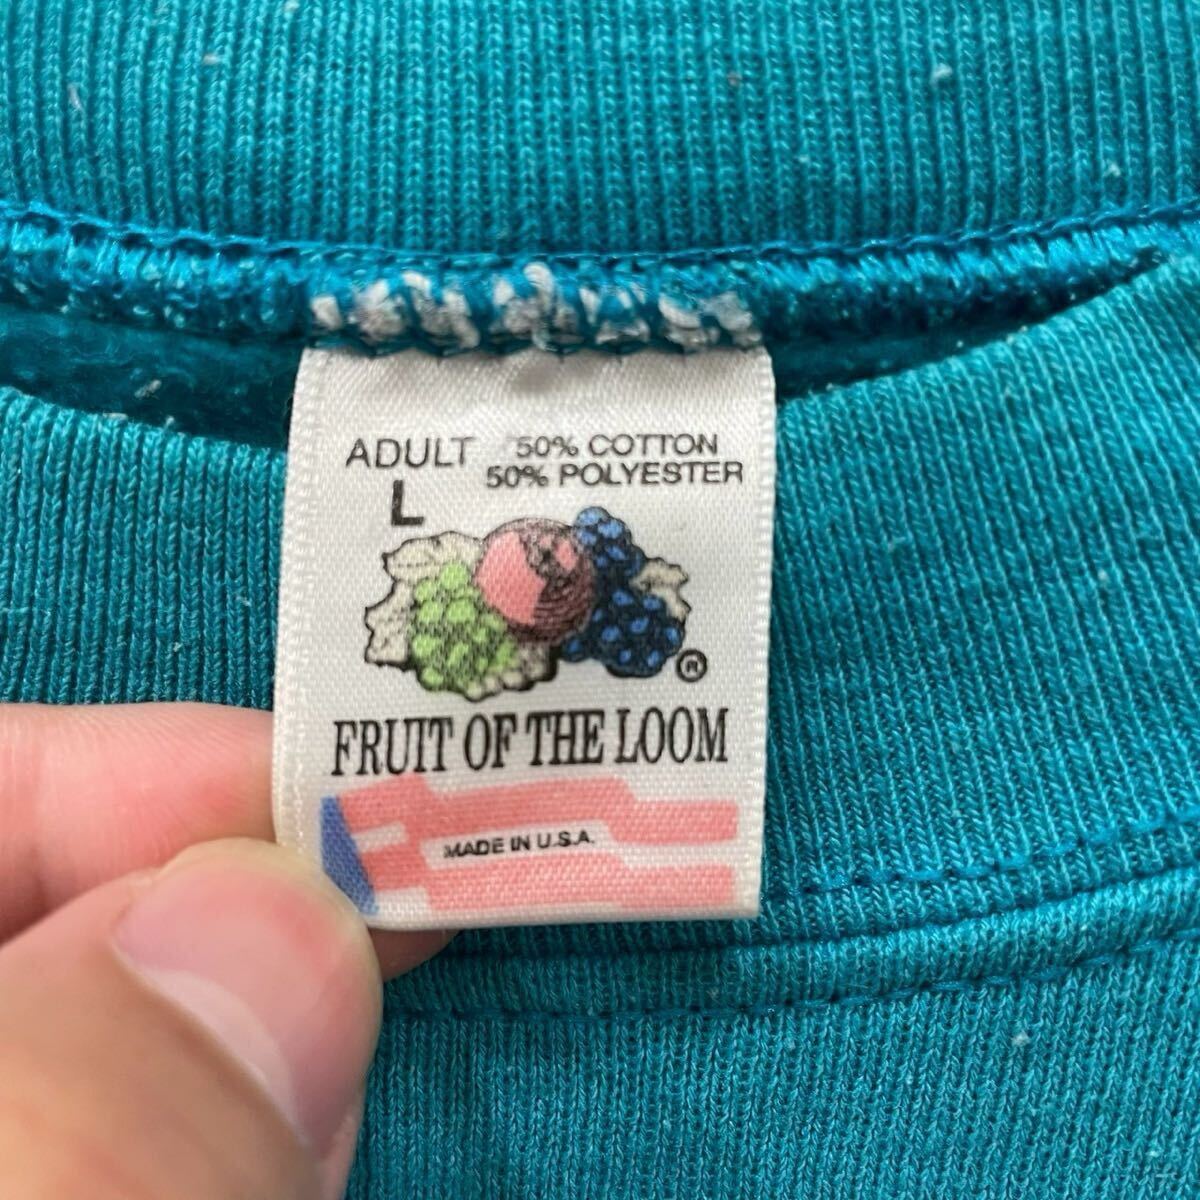 ADULT
L
50% COTTON
50% POLYESTER
®
FRUIT OF THE LOOM
MADE IN U.S.A.